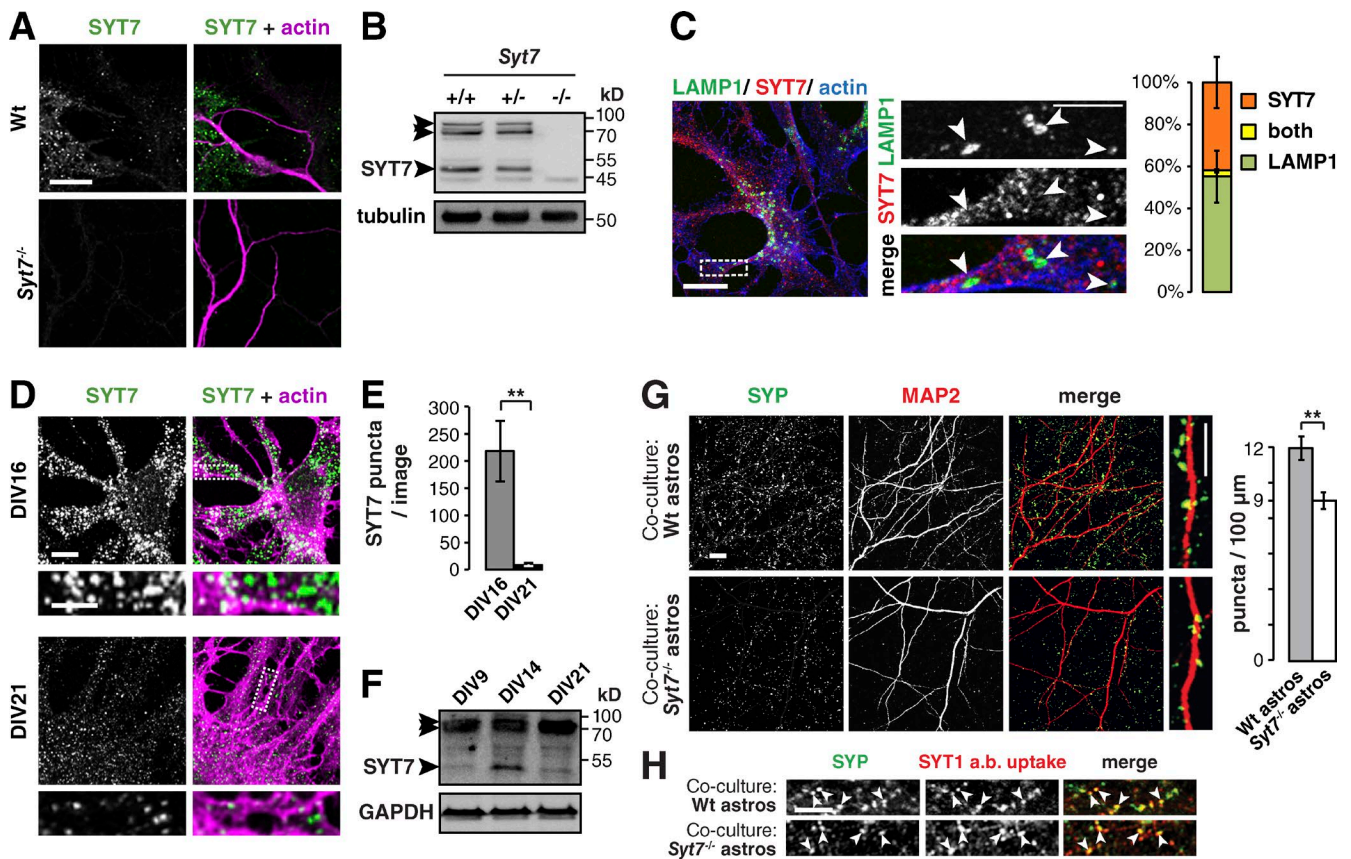 A
SYT7
SYT7 + actin
Wt
Syt7-/-
B
Syt7
+/+ +/- -/- kD
100
70
55
SYT7
45
tubulin
50
C
LAMP1/ SYT7/ actin
LAMP1
SYT7
merge
100%
80%
60%
40%
20%
0%
SYT7
both
LAMP1
D
SYT7
SYT7 + actin
DIV16
DIV21
E
SYT7 puncta
/ image
300
250
200
150
100
50
0
**
DIV16
DIV21
F
DIV9 DIV14 DIV21 kD
100
70
55
SYT7
GAPDH
G
SYP
MAP2
merge
Co-culture:
Wt astros
Co-culture:
Syt7-/- astros
puncta / 100 µm
12
9
0
**
Wt astros
Syt7-/- astros
H
SYP
SYT1 a.b. uptake
merge
Co-culture:
Wt astros
Co-culture:
Syt7-/- astros